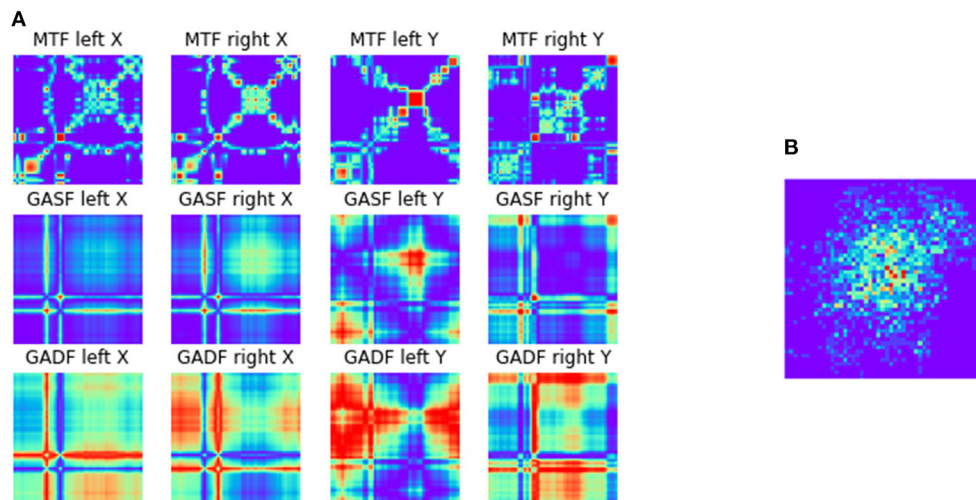 A
MTF left X
MTF right X
MTF left Y
MTF right Y
GASF left X
GASF right X
GASF left Y
GASF right Y
GADF left X
GADF right X
GADF left Y
GADF right Y
B